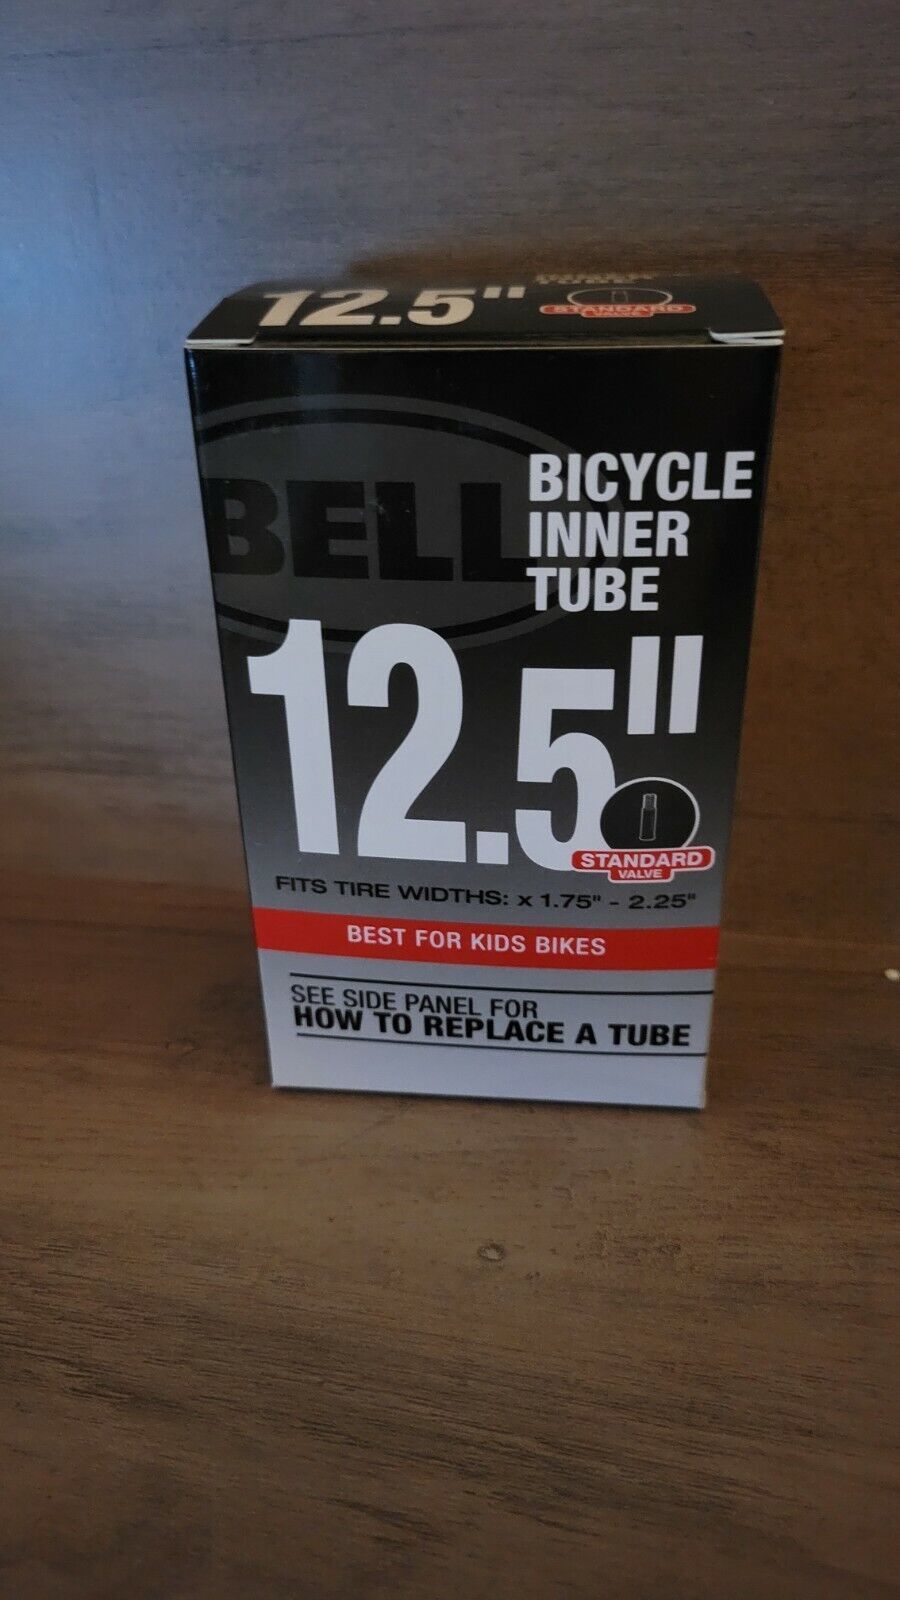 12.5"
STANDARD
VALVE
BELL
BICYCLE
INNER
TUBE
12.5"
STANDARD
VALVE
FITS TIRE WIDTHS: x 1.75" - 2.25"
BEST FOR KIDS BIKES
SEE SIDE PANEL FOR
HOW TO REPLACE A TUBE